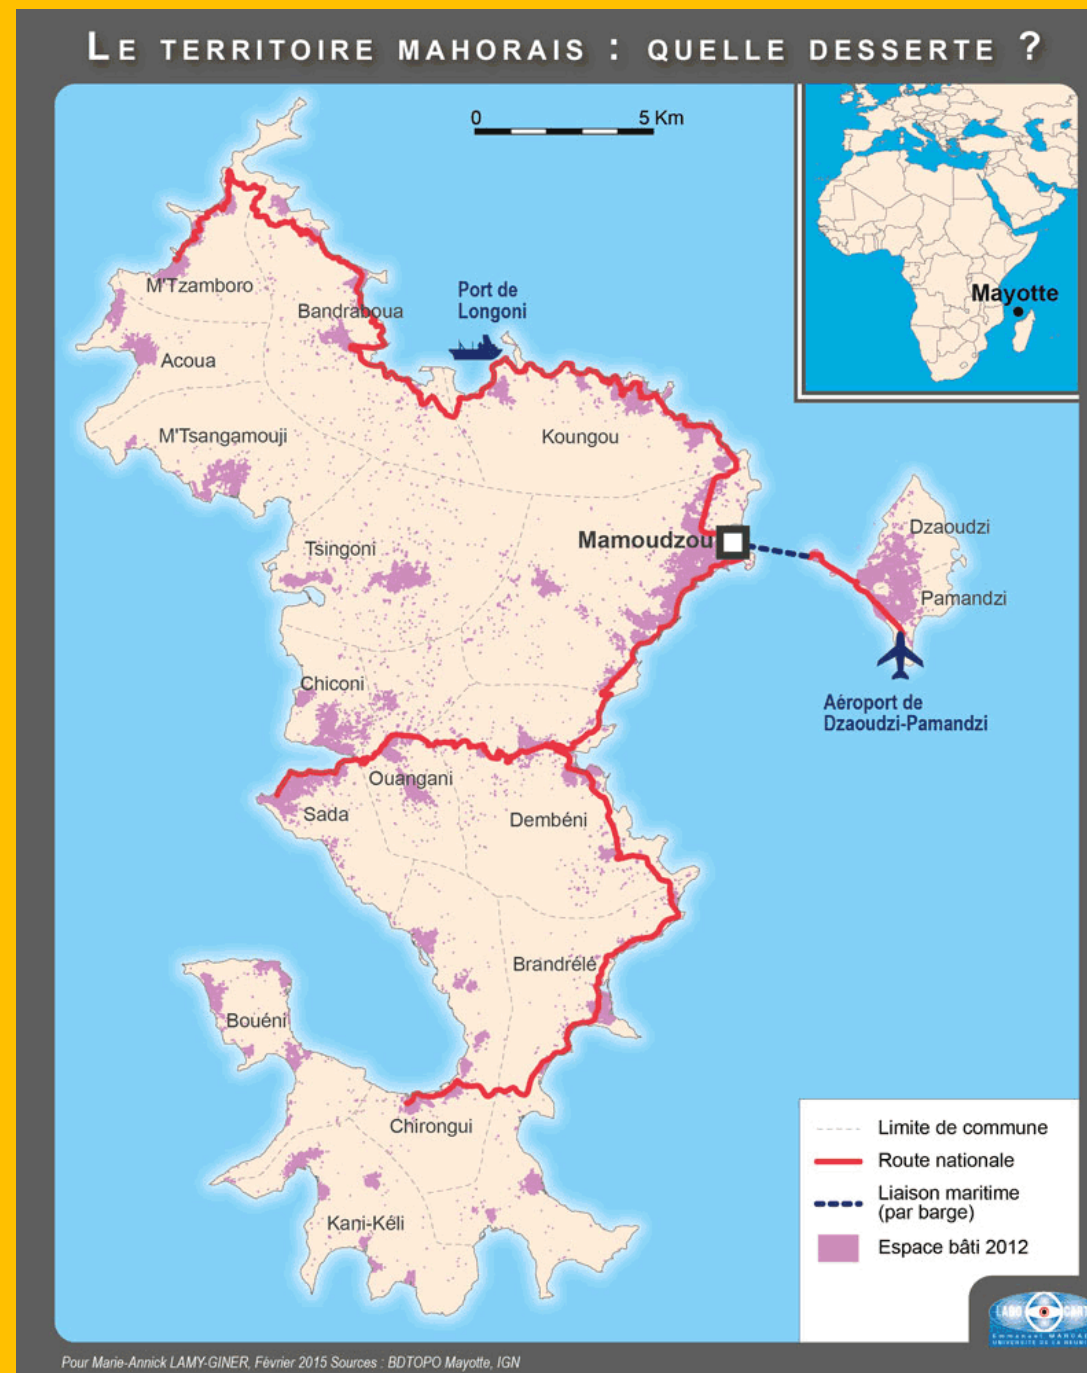 LE TERRITOIRE MAHORAIS : QUELLE DESSERTE ?
0 5 Km
Mayotte
M'Tzamboro
Port de
Longoni
Bandraboua
Acoua
M'Tsangamouji
Koungou
Dzaoudzi
Mamoudzou
Tsingoni
Pamandzi
Chiconi
Aéroport de
Dzaoudzi-Pamandzi
Ouangani
Sada
Dembéni
Brandrélé
Bouéni
Chirongui
Kani-Kéli
Limite de commune
Route nationale
Liaison maritime
(par barge)
Espace bâti 2012
Pour Marie-Annick LAMY-GINER, Février 2015 Sources : BDTOPO Mayotte, IGN